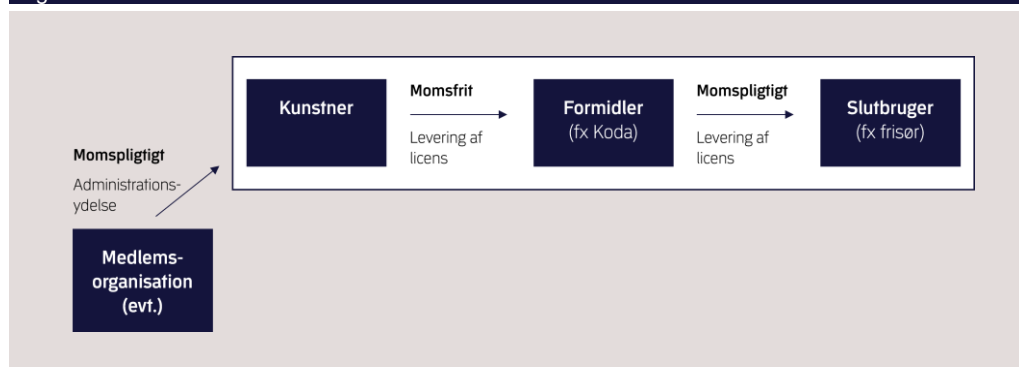 Kunstner
Momsfrit
Levering af
licens
Formidler
(fx Koda)
Momspligtigt
Levering af
licens
Slutbruger
(fx frisør)
Momspligtigt
Administrations-
ydelse
Medlems-
organisation
(evt.)